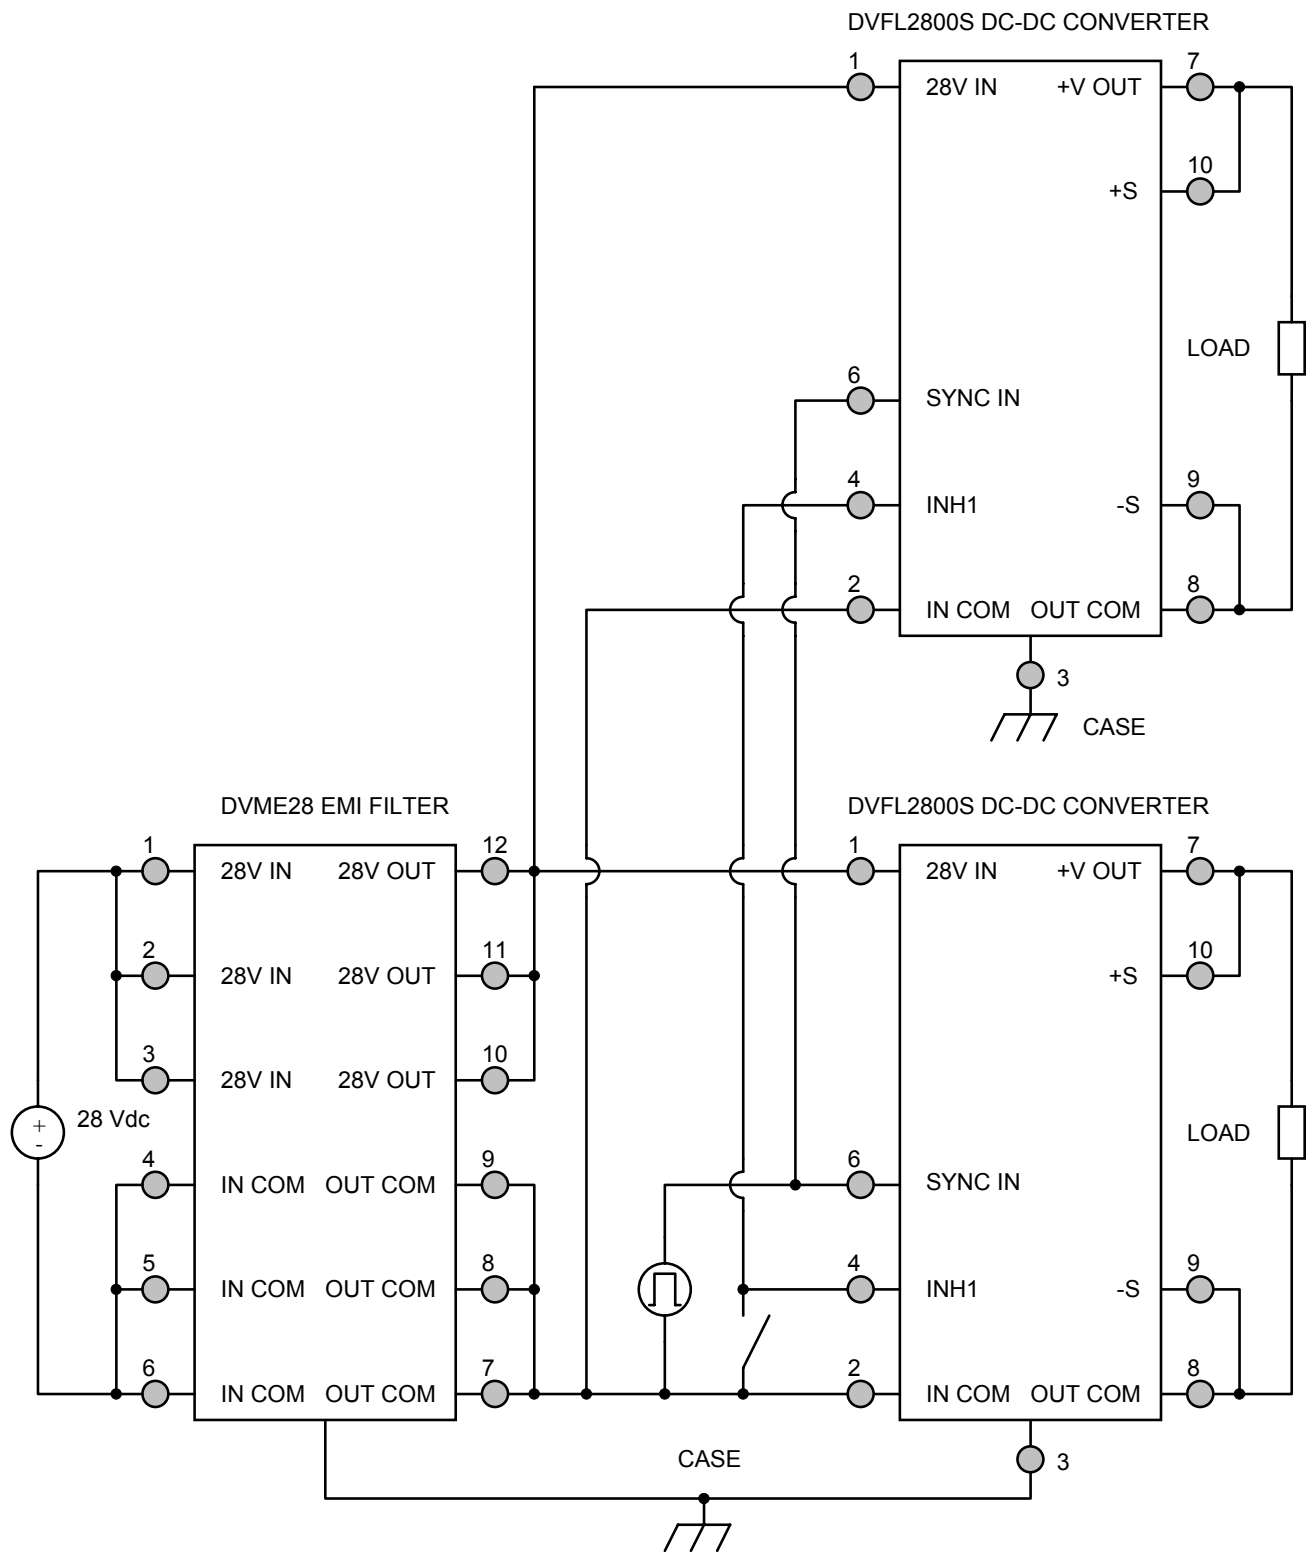 DVFL2800S DC-DC CONVERTER
1 28V IN +V OUT 7
+S 10
LOAD
6 SYNC IN
4 INH1 -S 9
2 IN COM OUT COM 8
3
CASE
DVME28 EMI FILTER
1 28V IN 28V OUT 12
2 28V IN 28V OUT 11
3 28V IN 28V OUT 10
+ 28 Vdc
-
4 IN COM OUT COM 9
5 IN COM OUT COM 8
6 IN COM OUT COM 7
DVFL2800S DC-DC CONVERTER
1 28V IN +V OUT 7
+S 10
LOAD
6 SYNC IN
4 INH1 -S 9
2 IN COM OUT COM 8
3
CASE